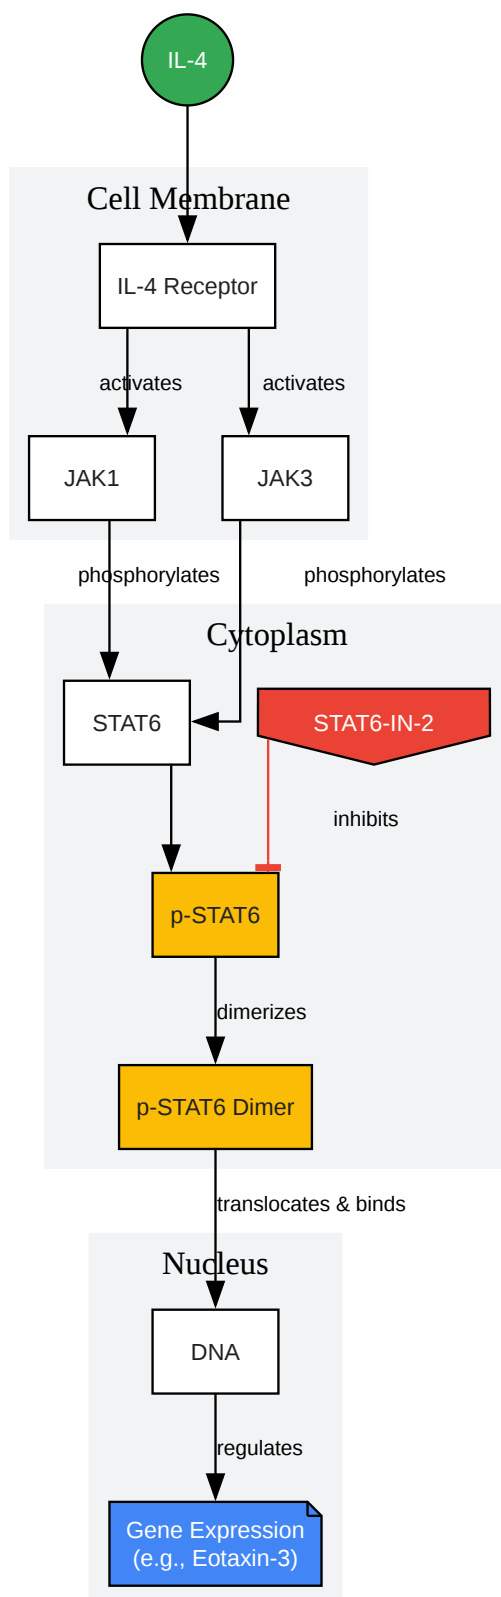 IL-4
Cell Membrane
IL-4 Receptor
activates
activates
JAK1
JAK3
phosphorylates
phosphorylates
Cytoplasm
STAT6
STAT6-IN-2
inhibits
p-STAT6
dimerizes
p-STAT6 Dimer
translocates & binds
Nucleus
DNA
regulates
Gene Expression
(e.g., Eotaxin-3)